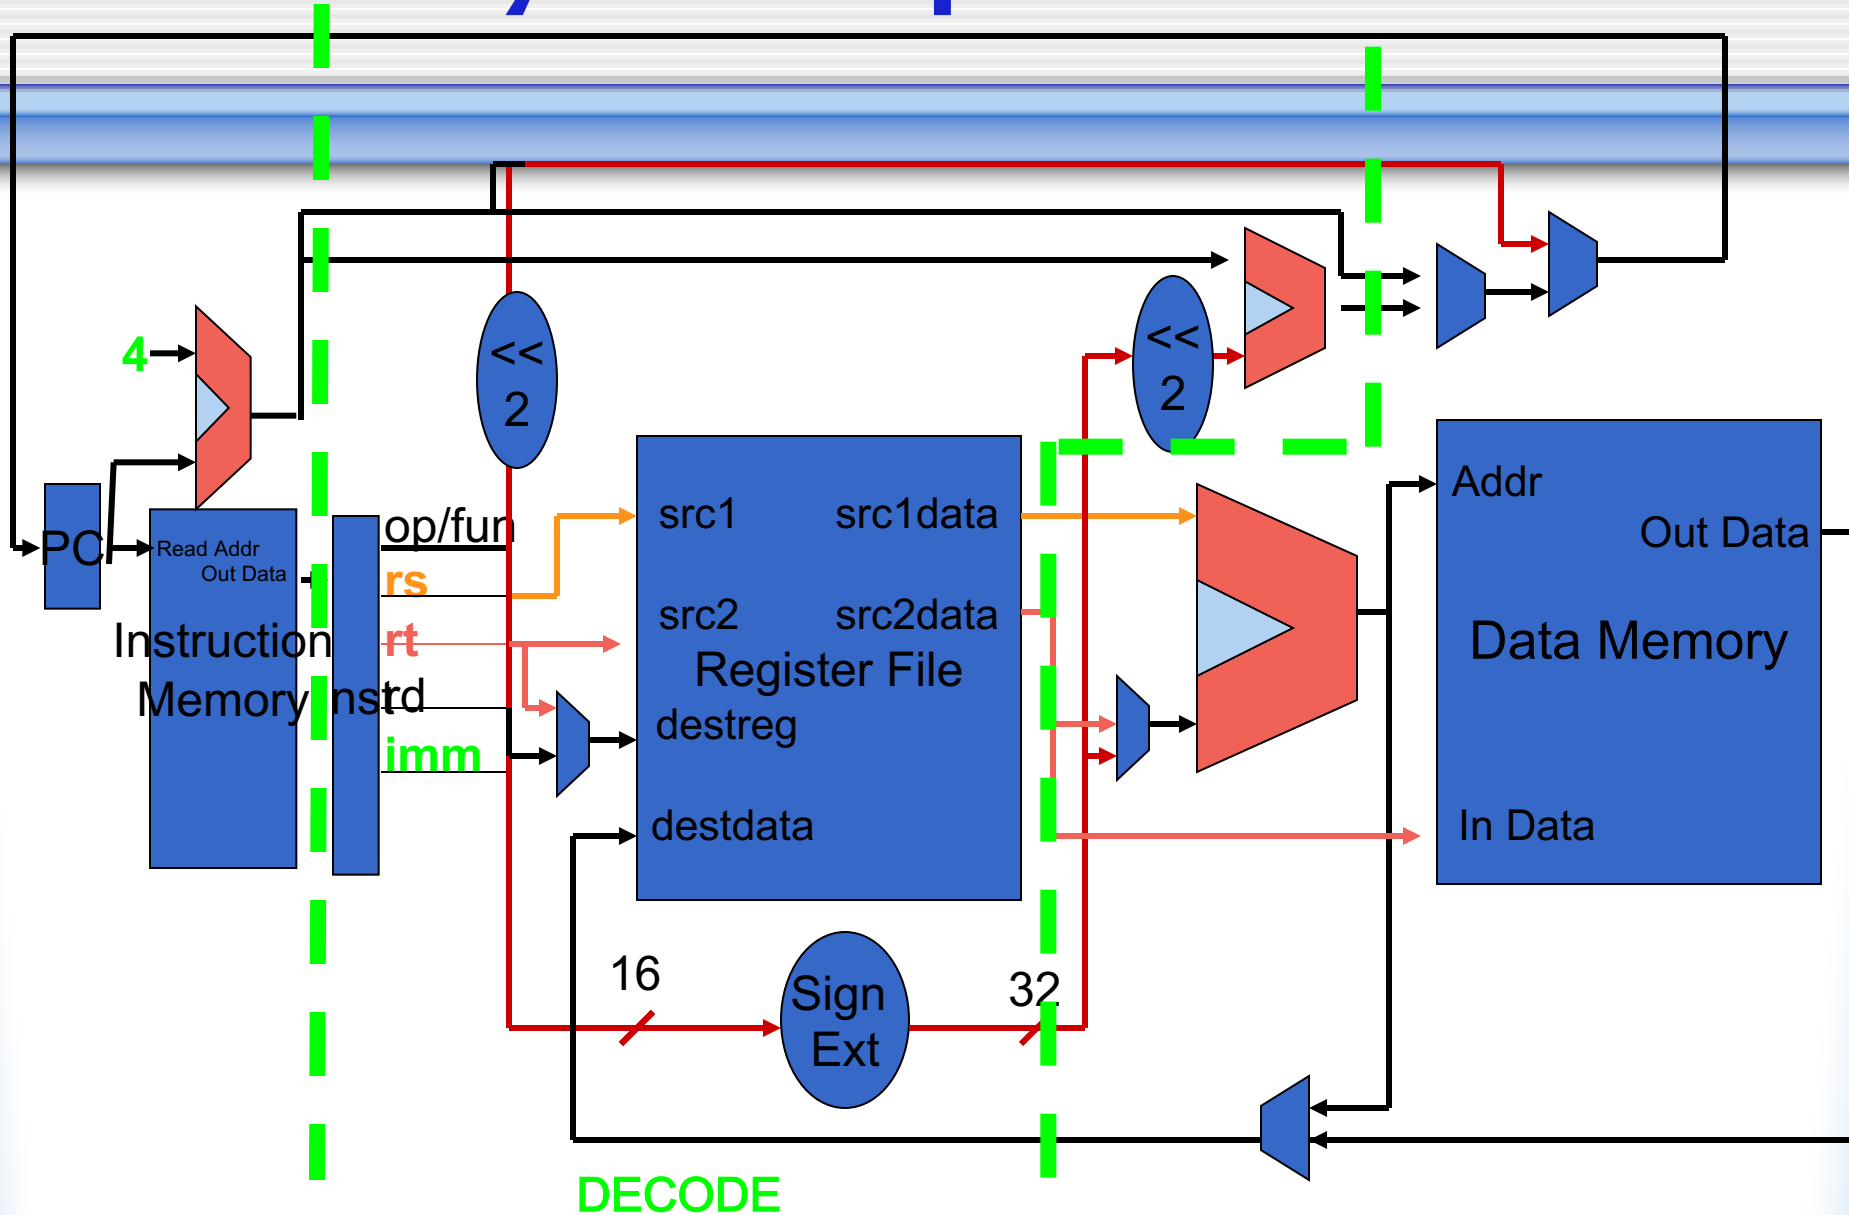 4
<<
2
<<
2
PC
Read Addr
Out Data
Instruction
Memory
nst
op/fun
rs
rt
rd
imm
src1
src1data
src2
src2data
Register File
destreg
destdata
Addr
Out Data
Data Memory
In Data
16
Sign
Ext
32
DECODE